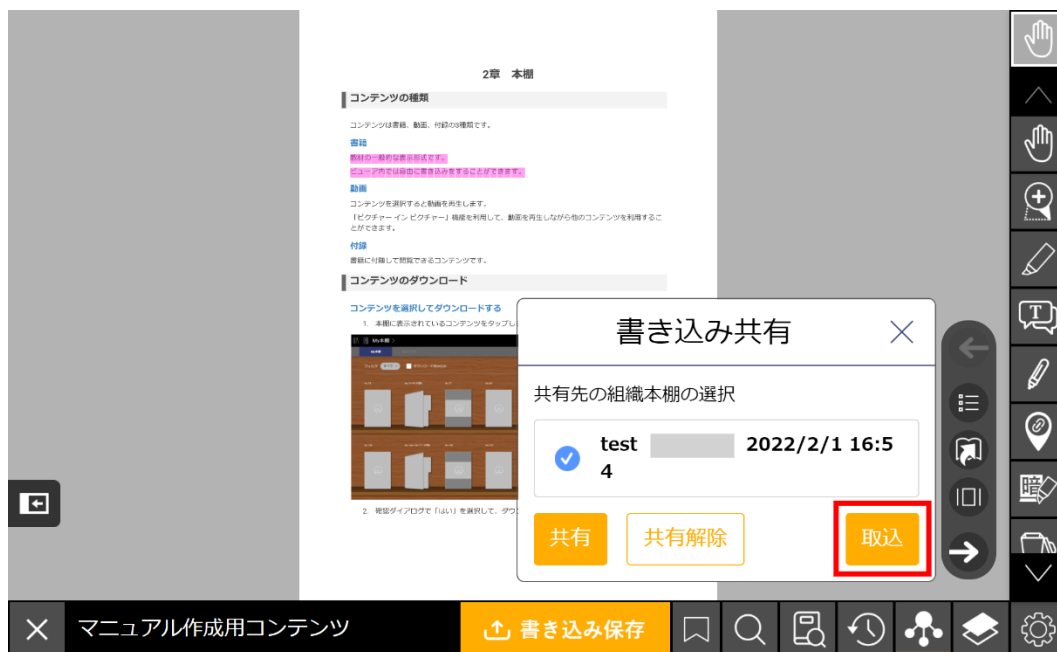 2章 本棚
コンテンツの種類
コンテンツは書籍、動画、付録の3種類です。
書籍
教材の一般的な表示形式です。
ビューア内では自由に書き込みをすることができます。
動画
コンテンツを選択すると動画を再生します。
「ピクチャー イン ピクチャー」機能を利用して、動画を再生しながら他のコンテンツを利用するこ
とができます。
付録
書籍に付随して閲覧できるコンテンツです。
コンテンツのダウンロード
コンテンツを選択してダウンロードする
1. 本棚に表示されているコンテンツをタップし
My本棚
2. 確認ダイアログで「はい」を選択して、ダウ
書き込み共有
共有先の組織本棚の選択
test 2022/2/1 16:5
4
共有
共有解除
取込
T
暗
マニュアル作成用コンテンツ
書き込み保存